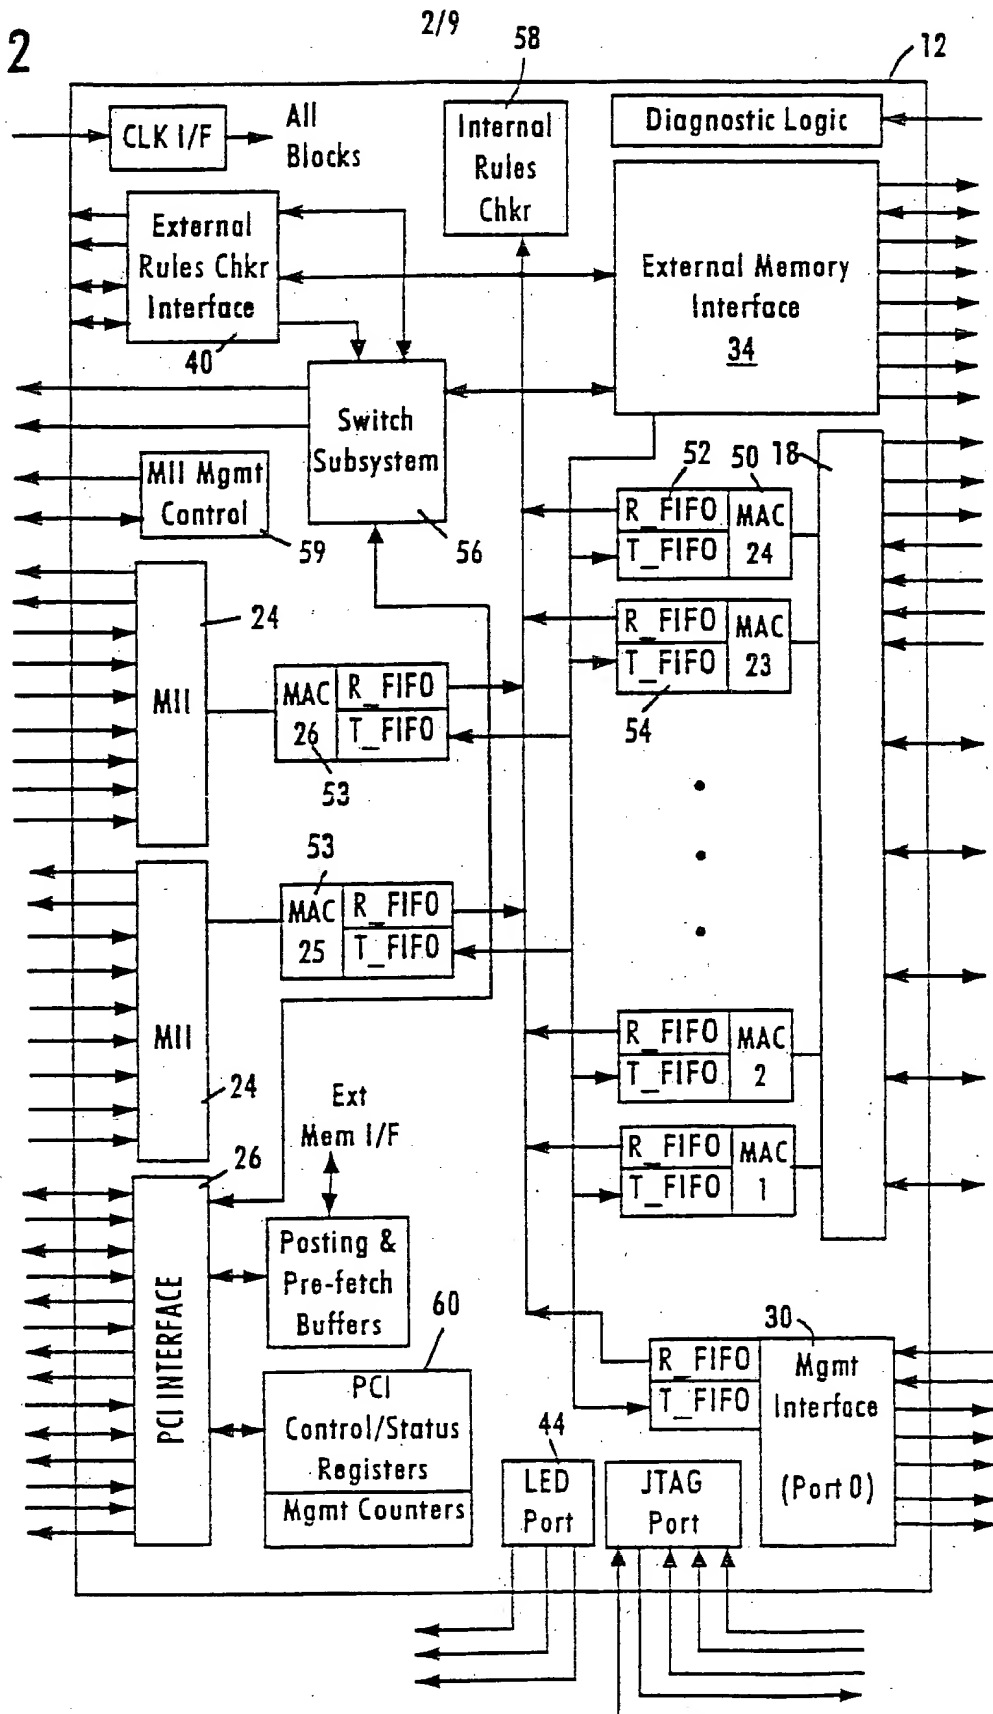 2/9
2
58
12
CLK I/F
All
Blocks
Internal
Rules
Chkr
Diagnostic Logic
External
Rules Chkr
Interface
40
External Memory
Interface
34
Switch
Subsystem
56
MII Mgmt
Control
59
52
50
18
R_FIFO
T_FIFO
MAC
24
R_FIFO
T_FIFO
MAC
23
54
24
MII
MAC
26
R_FIFO
T_FIFO
53
53
MAC
25
R_FIFO
T_FIFO
MII
24
R_FIFO
T_FIFO
MAC
2
R_FIFO
T_FIFO
MAC
1
Ext
Mem I/F
26
PCI INTERFACE
Posting &
Pre-fetch
Buffers
60
PCI
Control/Status
Registers
Mgmt Counters
30
R_FIFO
T_FIFO
Mgmt
Interface
(Port 0)
44
LED
Port
JTAG
Port